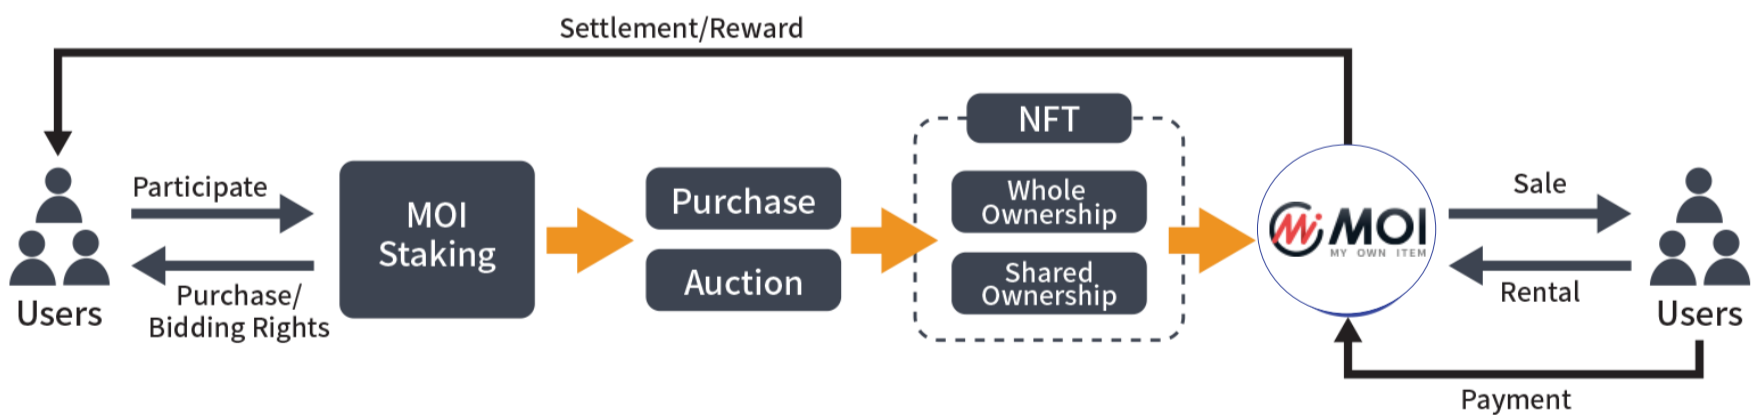 Settlement/Reward
Participate
Purchase/
Bidding Rights
Users
MOI
Staking
Purchase
Auction
NFT
Whole
Ownership
Shared
Ownership
MOI
MY OWN ITEM
Sale
Rental
Users
Payment